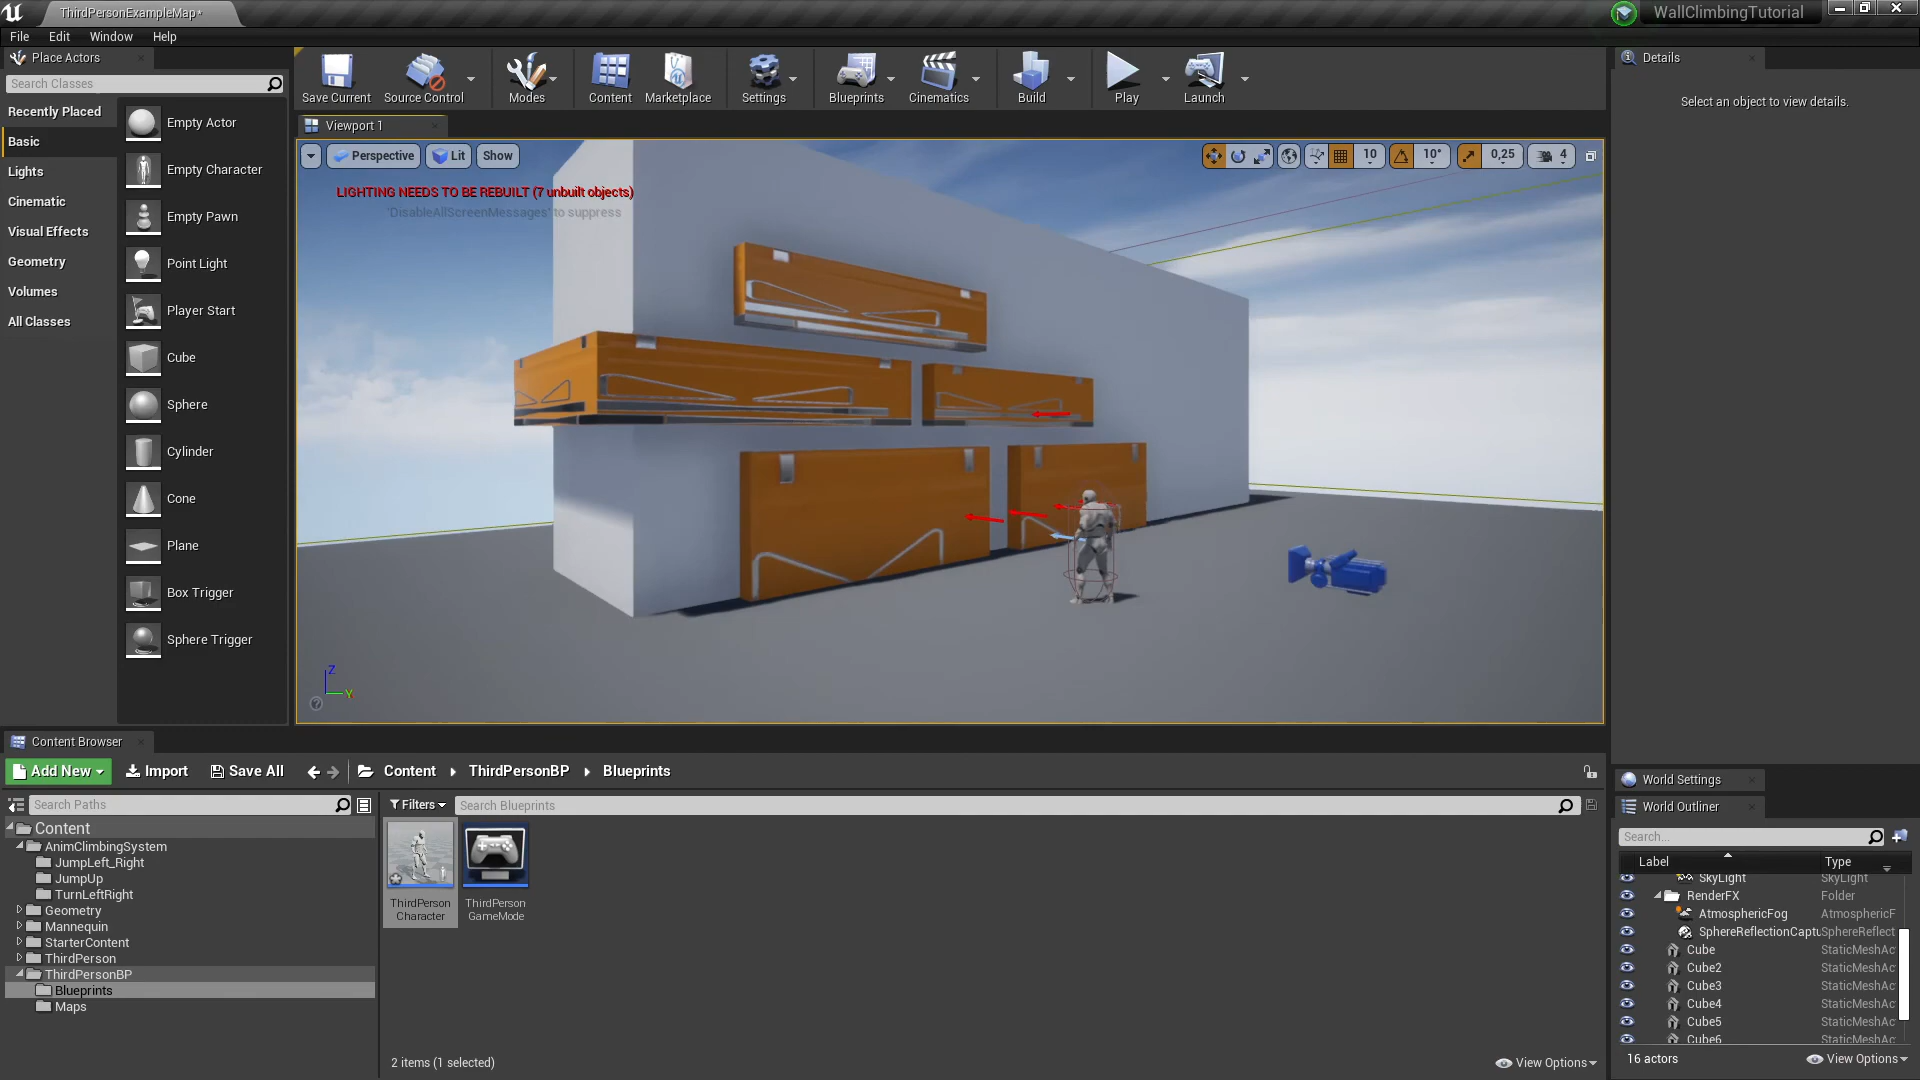 ThirdPersonExampleMap*
WallClimbingTutorial
File Edit Window Help
Place Actors
Search Classes
Recently Placed
Basic
Lights
Cinematic
Visual Effects
Geometry
Volumes
All Classes
Empty Actor
Empty Character
Empty Pawn
Point Light
Player Start
Cube
Sphere
Cylinder
Cone
Plane
Box Trigger
Sphere Trigger
Save Current
Source Control
Modes
Content
Marketplace
Settings
Blueprints
Cinematics
Build
Play
Launch
Viewport 1
Perspective
Lit
Show
10
10°
0,25
4
LIGHTING NEEDS TO BE REBUILT (7 unbuilt objects)
'DisableAllScreenMessages' to suppress
Z
Y
Details
Select an object to view details.
Content Browser
Add New
Import
Save All
Content
ThirdPersonBP
Blueprints
Search Paths
Filters
Search Blueprints
Content
AnimClimbingSystem
JumpLeft_Right
JumpUp
TurnLeftRight
Geometry
Mannequin
StarterContent
ThirdPerson
ThirdPersonBP
Blueprints
Maps
ThirdPerson
Character
ThirdPerson
GameMode
2 items (1 selected)
View Options
World Settings
World Outliner
Search...
Label Type
SkyLight SkyLight
RenderFX Folder
AtmosphericFog AtmosphericF
SphereReflectionCaptu SphereReflect
Cube StaticMeshAc
Cube2 StaticMeshAc
Cube3 StaticMeshAc
Cube4 StaticMeshAc
Cube5 StaticMeshAc
Cube6 StaticMeshAc
16 actors
View Options